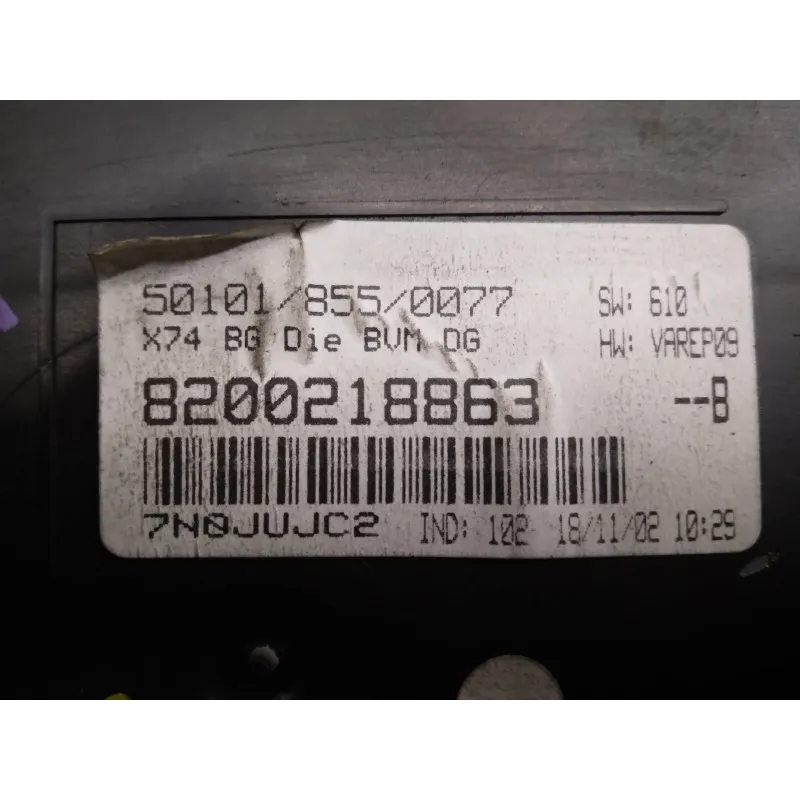 50101/855/0077 SW: 610
X74 BG Die BVM DG HW: VAREP09
8200218863 --B
7N0JUJC2 IND: 102 18/11/02 10:29